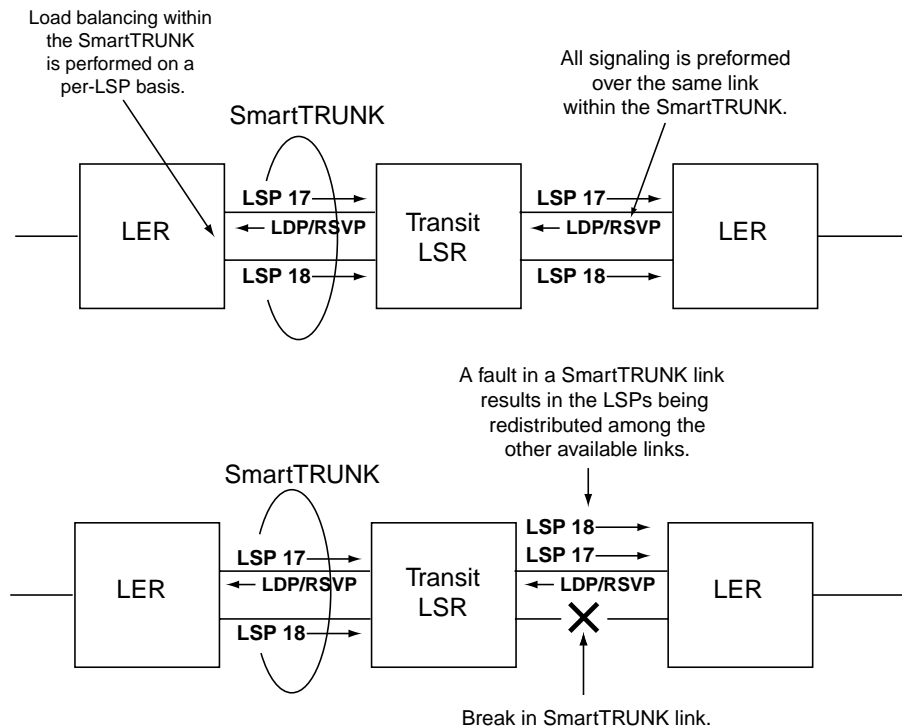 Load balancing within
the SmartTRUNK
is performed on a
per-LSP basis.
All signaling is preformed
over the same link
within the SmartTRUNK.
SmartTRUNK
LSP 17
LSP 17
LER
LDP/RSVP
Transit
LSR
LDP/RSVP
LER
LSP 18
LSP 18
A fault in a SmartTRUNK link
results in the LSPs being
redistributed among the
other available links.
SmartTRUNK
LSP 18
LSP 17
LSP 17
LER
LDP/RSVP
Transit
LSR
LDP/RSVP
LER
LSP 18
Break in SmartTRUNK link.